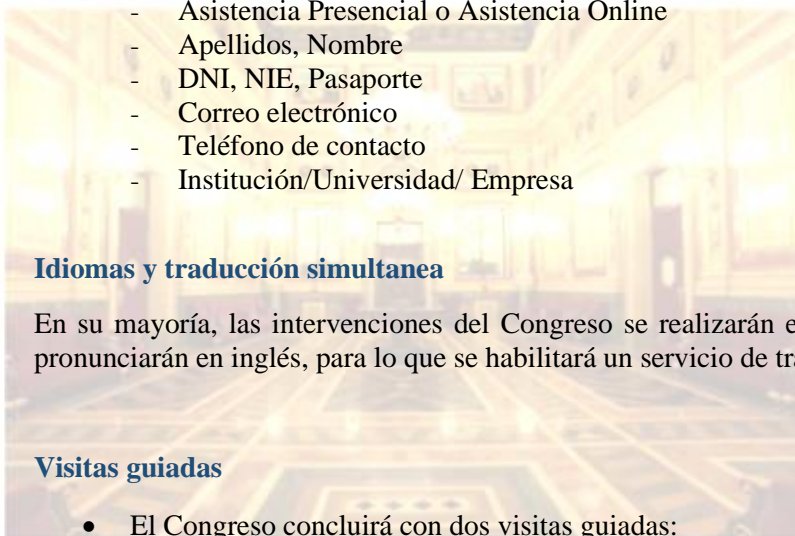 - Asistencia Presencial o Asistencia Online
- Apellidos, Nombre
- DNI, NIE, Pasaporte
- Correo electrónico
- Teléfono de contacto
- Institución/Universidad/ Empresa
Idiomas y traducción simultanea
En su mayoría, las intervenciones del Congreso se realizarán
pronunciarán en inglés, para lo que se habilitará un servicio de
Visitas guiadas
• El Congreso concluirá con dos visitas guiadas: